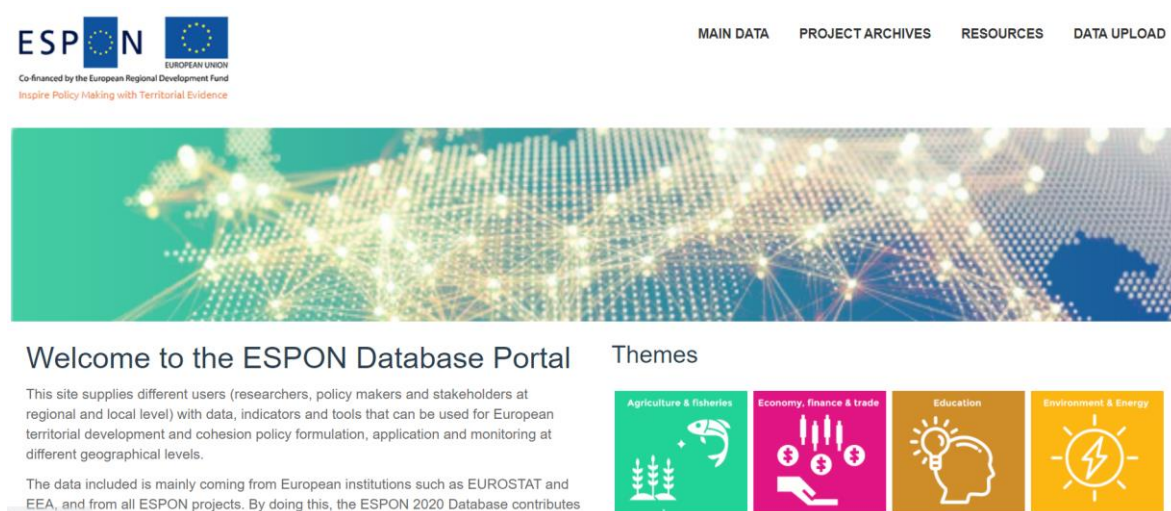 ESPON
EUROPEAN UNION
Co-financed by the European Regional Development Fund
Inspire Policy Making with Territorial Evidence
MAIN DATA PROJECT ARCHIVES RESOURCES DATA UPLOAD
Welcome to the ESPON Database Portal
This site supplies different users (researchers, policy makers and stakeholders at
regional and local level) with data, indicators and tools that can be used for European
territorial development and cohesion policy formulation, application and monitoring at
different geographical levels.
The data included is mainly coming from European institutions such as EUROSTAT and
EEA, and from all ESPON projects. By doing this, the ESPON 2020 Database contributes
Themes
Agriculture & fisheries
Economy, finance & trade
Education
Environment & Energy